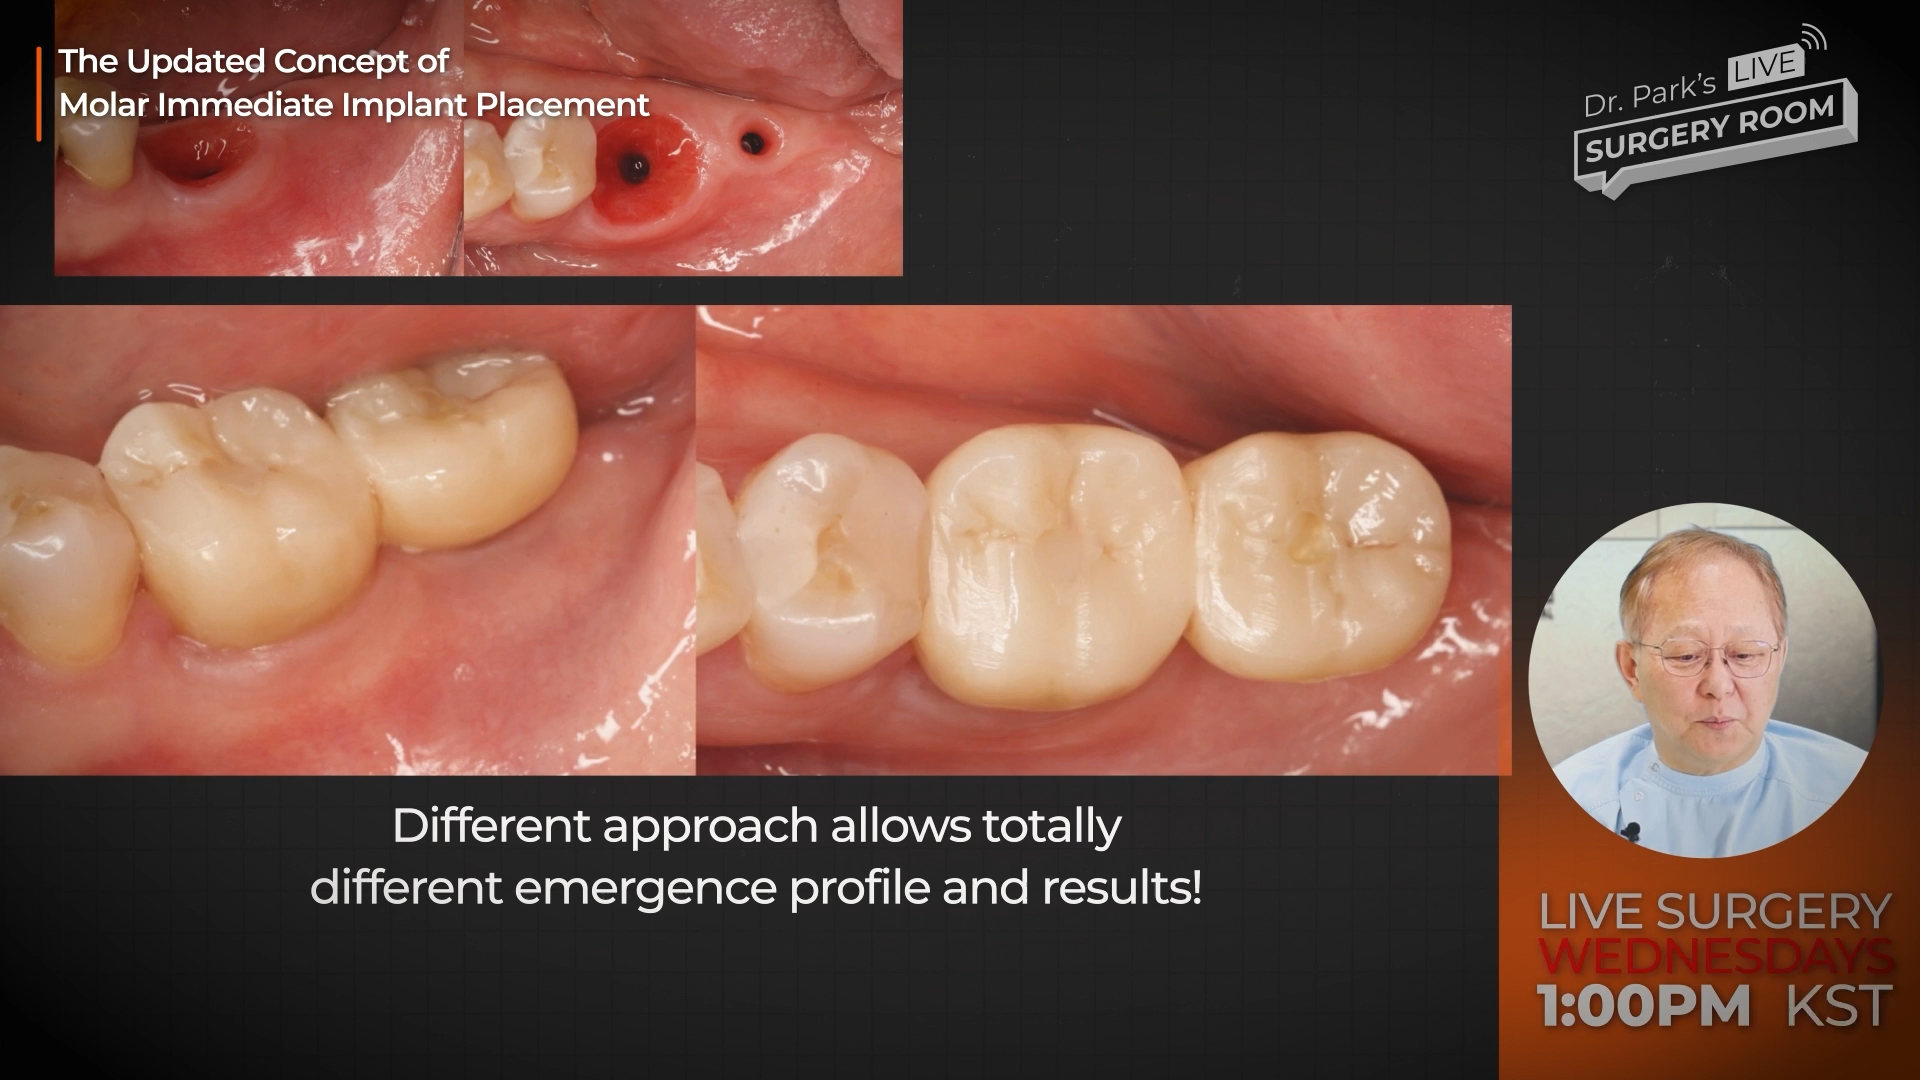 The Updated Concept of
Molar Immediate Implant Placement
Dr. Park's LIVE
SURGERY ROOM
Different approach allows totally
different emergence profile and results!
LIVE SURGERY
WEDNESDAYS
1:00PM KST